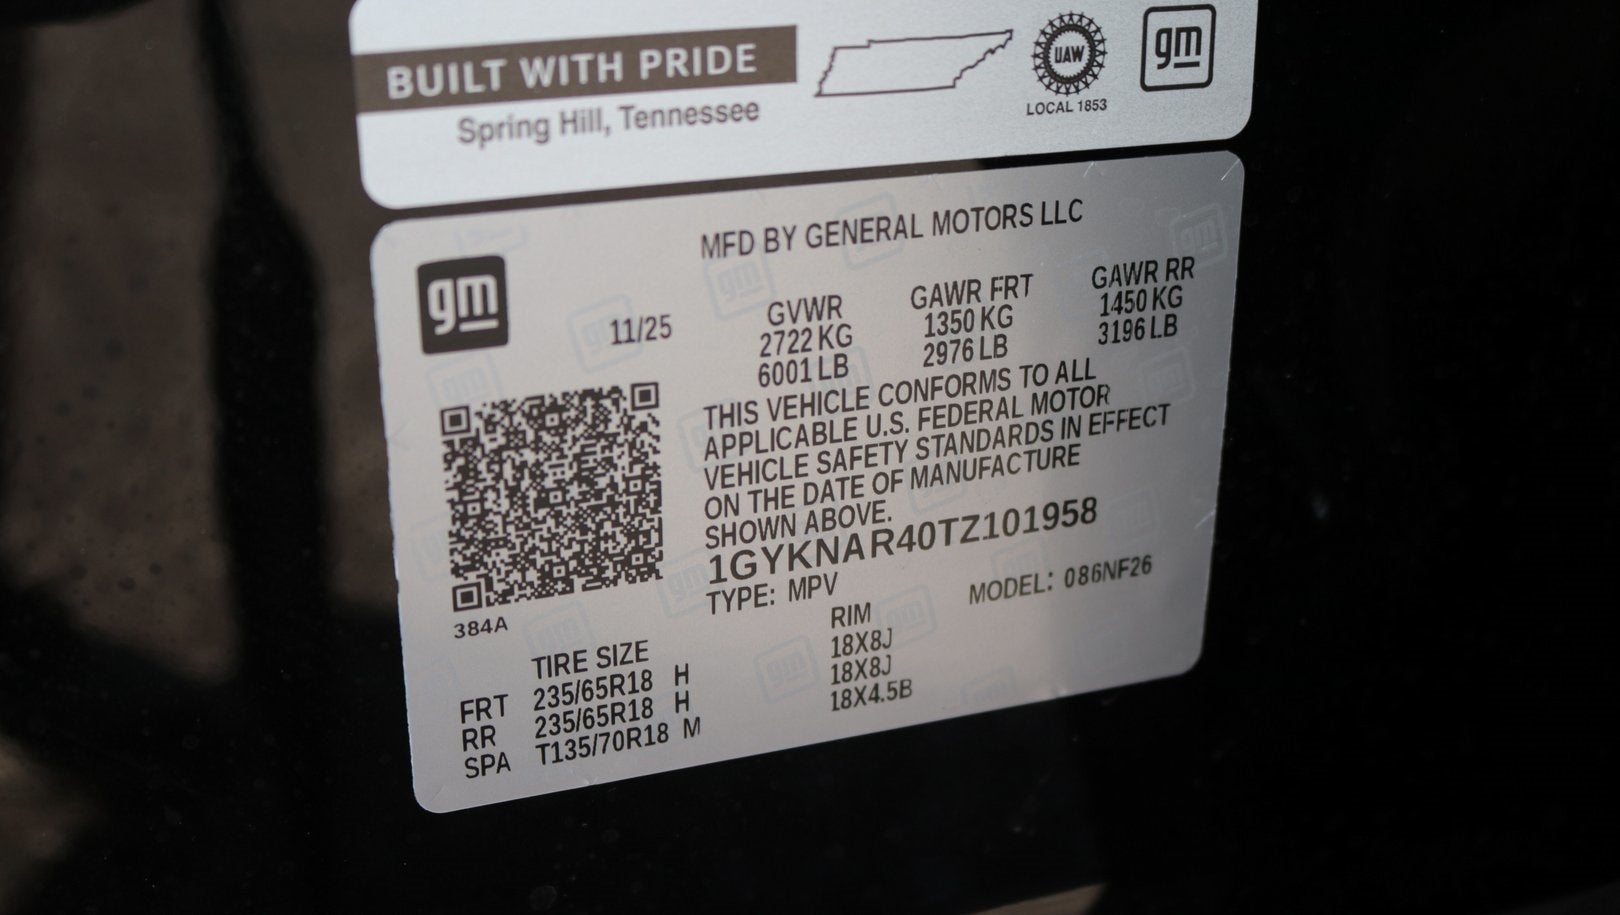 BUILT WITH PRIDE
Spring Hill, Tennessee
UAW
LOCAL 1853
gm
MFD BY GENERAL MOTORS LLC
gm
11/25
GVWR
2722 KG
6001 LB
GAWR FRT
1350 KG
2976 LB
GAWR RR
1450 KG
3196 LB
THIS VEHICLE CONFORMS TO ALL
APPLICABLE U.S. FEDERAL MOTOR
VEHICLE SAFETY STANDARDS IN EFFECT
ON THE DATE OF MANUFACTURE
SHOWN ABOVE.
1GYKNAR40TZ101958
TYPE: MPV MODEL: 086NF26
384A
TIRE SIZE RIM
FRT 235/65R18 H 18X8J
RR 235/65R18 H 18X8J
SPA T135/70R18 M 18X4.5B